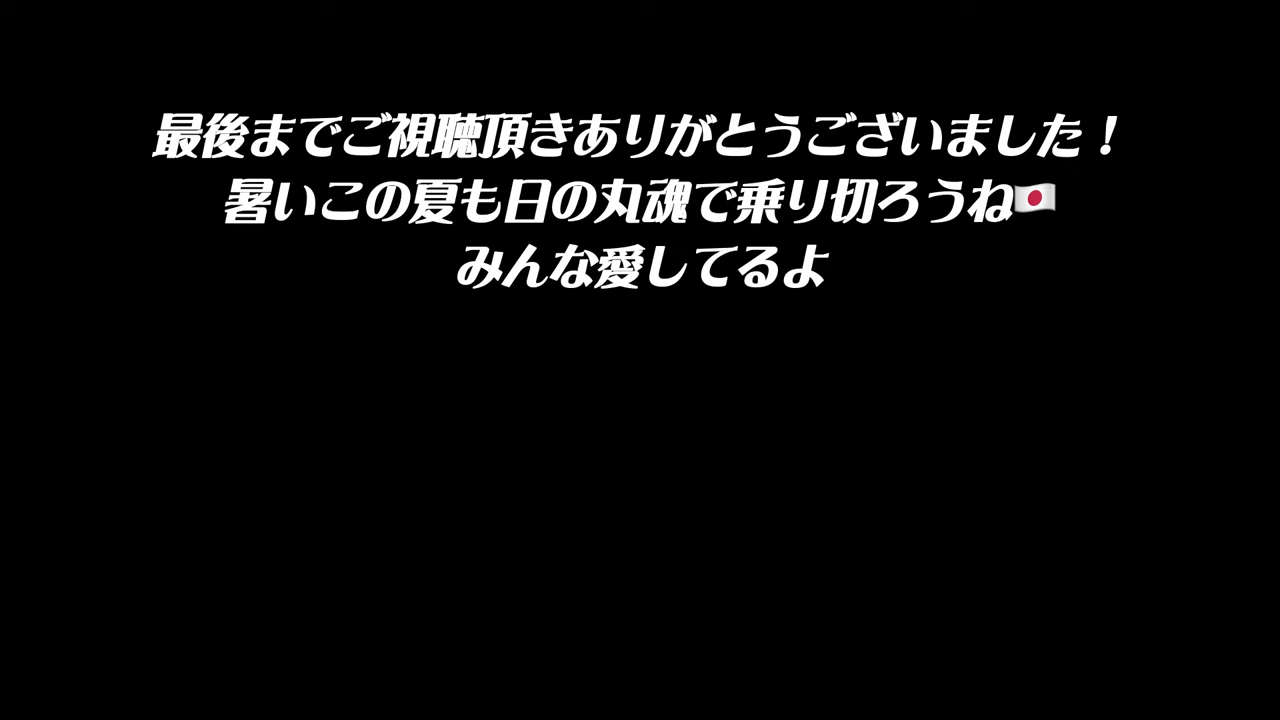 最後までご視聴頂きありがとうございました！
暑いこの夏も日の丸魂で乗り切ろうね🇯🇵
みんな愛してるよ